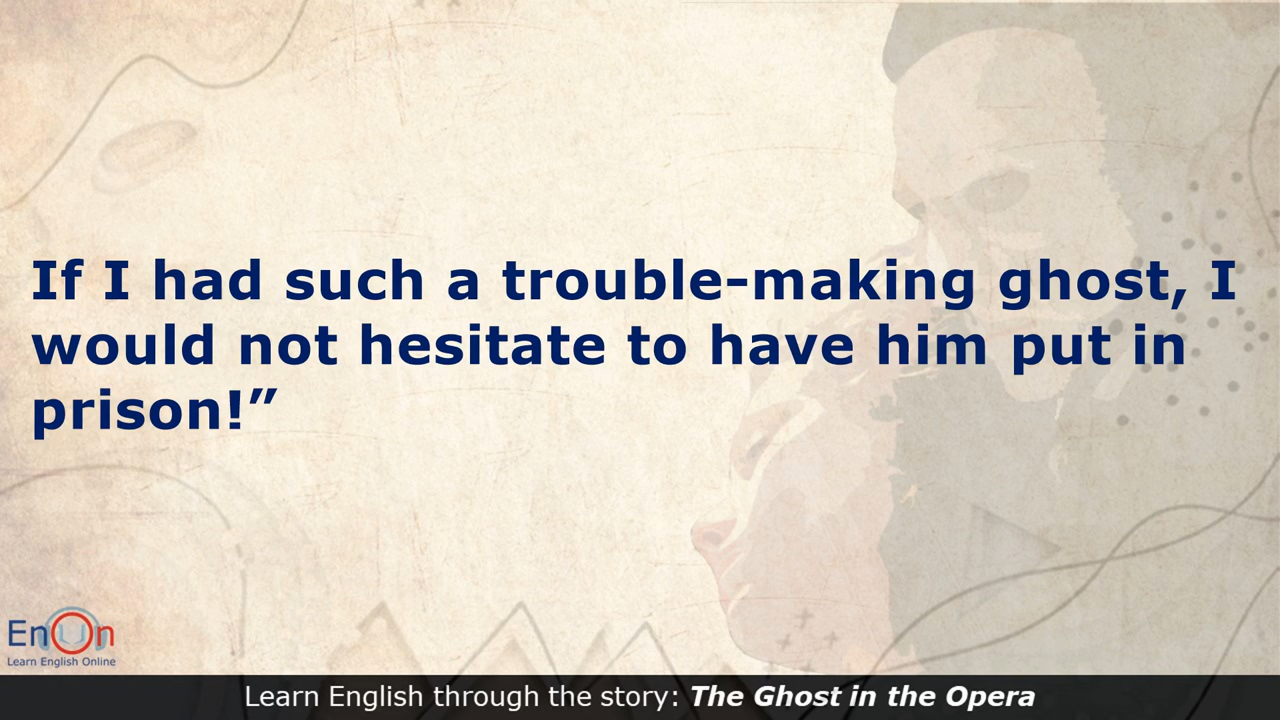 If I had such a trouble-making ghost, I
would not hesitate to have him put in
prison!”
EnOn
Learn English Online
Learn English through the story: The Ghost in the Opera